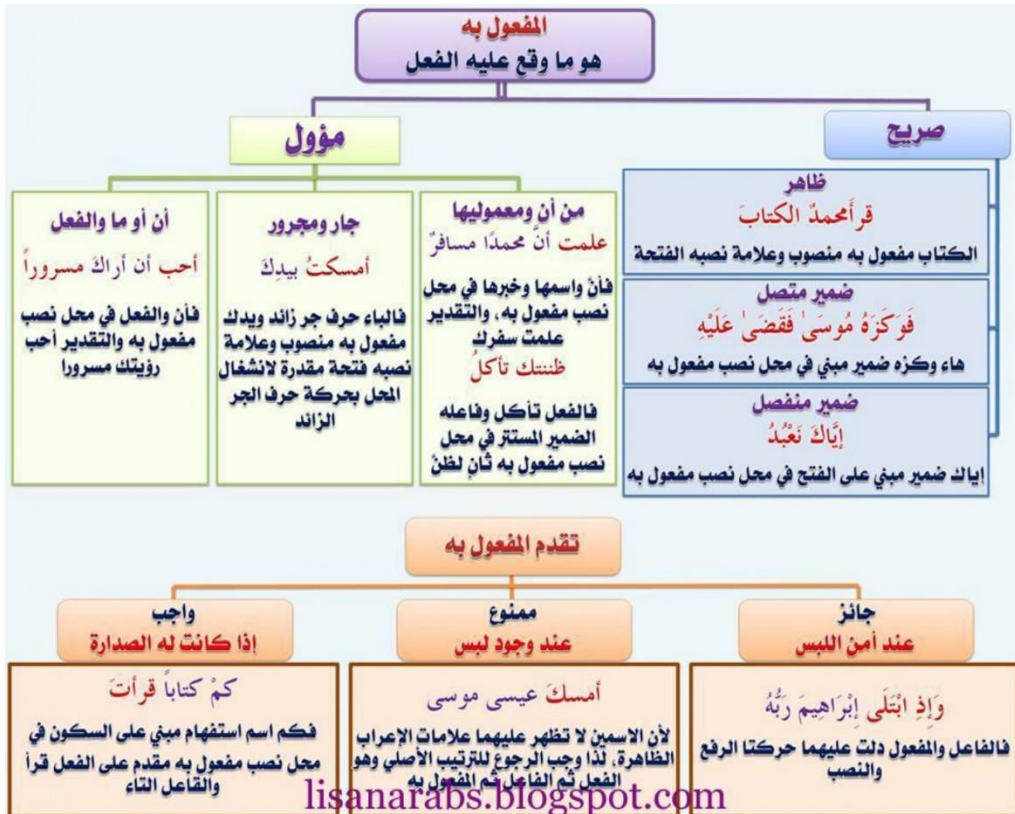 المفعول به
هو ما وقع عليه الفعل
صريح
ظاهر
قرأَمحمدٌ الكتابَ
الكتاب مفعول به منصوب وعلامة نصبه الفتحة
ضمير متصل
فَوَكَزَهُ مُوسَىٰ فَقَضَىٰ عَلَيْهِ
هاء وكزه ضمير مبني في محل نصب مفعول به
ضمير منفصل
إِيَّاكَ نَعْبُدُ
إياك ضمير مبني على الفتح في محل نصب مفعول به
مؤول
من أن ومعموليها
علمت أنَّ محمدًا مسافرٌ
فأنَّ واسمها وخبرها في محل
نصب مفعول به، والتقدير
علمت سفرك
ظننتك تأكلُ
فالفعل تأكل وفاعله
الضمير المستتر في محل
نصب مفعول به ثانٍ لظنَّ
جار ومجرور
أمسكتُ بيدِكَ
فالباء حرف جر زائد ويدك
مفعول به منصوب وعلامة
نصبه فتحة مقدرة لانشغال
المحل بحركة حرف الجر
الزائد
أن أو ما والفعل
أحب أن أراكَ مسروراً
فأن والفعل في محل نصب
مفعول به والتقدير أحب
رؤيتك مسرورا
تقدم المفعول به
جائز
عند أمن اللبس
وَإِذِ ابْتَلَى إِبْرَاهِيمَ رَبُّهُ
فالفاعل والمفعول دلت عليهما حركتا الرفع
والنصب
ممنوع
عند وجود لبس
أمسكَ عيسى موسى
لأن الاسمين لا تظهر عليهما علامات الإعراب
الظاهرة، لذا وجب الرجوع للترتيب الأصلي وهو
الفعل ثم الفاعل ثم المفعول به
واجب
إذا كانت له الصدارة
كمْ كتاباً قرأتَ
فكم اسم استفهام مبني على السكون في
محل نصب مفعول به مقدم على الفعل قرأ
والفاعل التاء
lisanarabs.blogspot.com